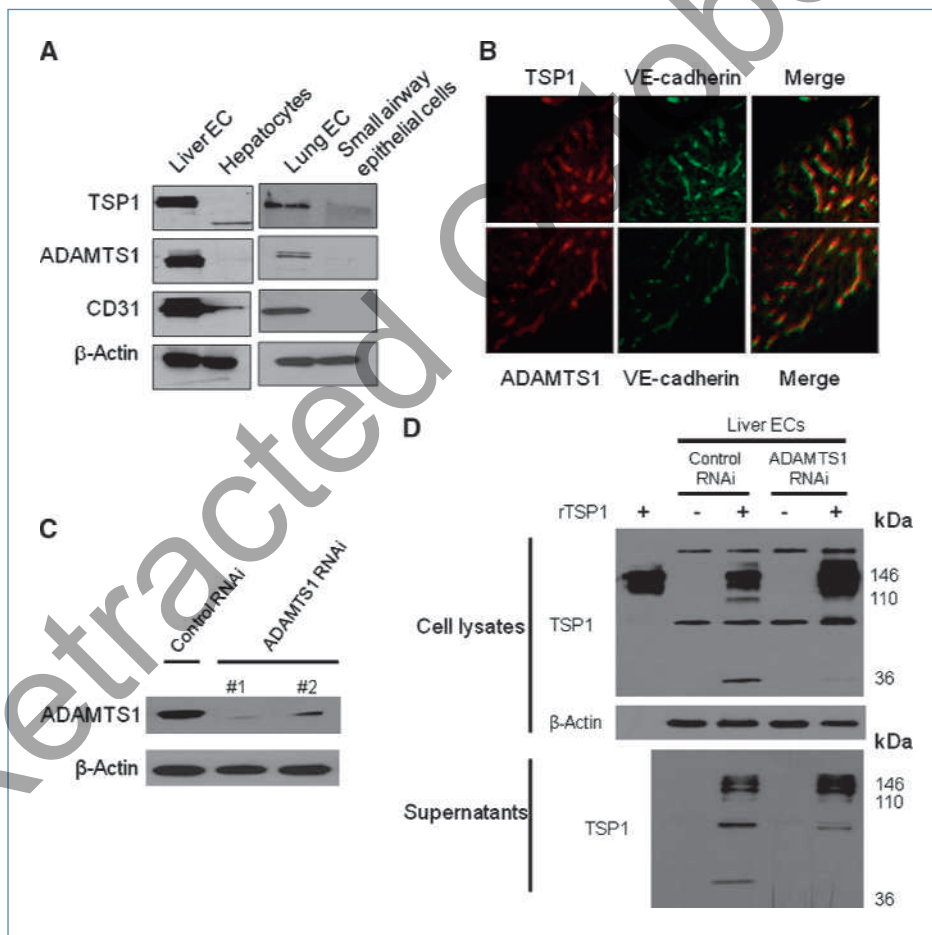 A
Liver EC
Hepatocytes
Lung EC
Small airway
epithelial cells
TSP1
ADAMTS1
CD31
β-Actin
B
TSP1 VE-cadherin Merge
ADAMTS1 VE-cadherin Merge
C
Control RNAi
ADAMTS1 RNAi
#1 #2
ADAMTS1
β-Actin
D
Liver ECs
Control
RNAi
ADAMTS1
RNAi
rTSP1 + - + - +
kDa
146
110
Cell lysates
TSP1
36
β-Actin
kDa
146
110
Supernatants
TSP1
36